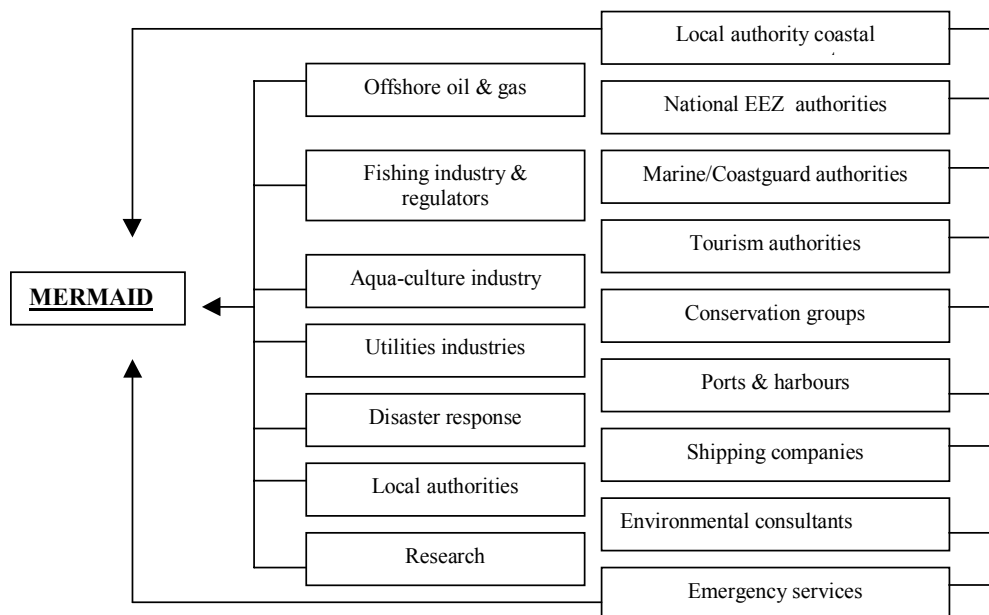 MERMAID
Offshore oil & gas
Fishing industry &
regulators
Aqua-culture industry
Utilities industries
Disaster response
Local authorities
Research
Local authority coastal
National EEZ authorities
Marine/Coastguard authorities
Tourism authorities
Conservation groups
Ports & harbours
Shipping companies
Environmental consultants
Emergency services